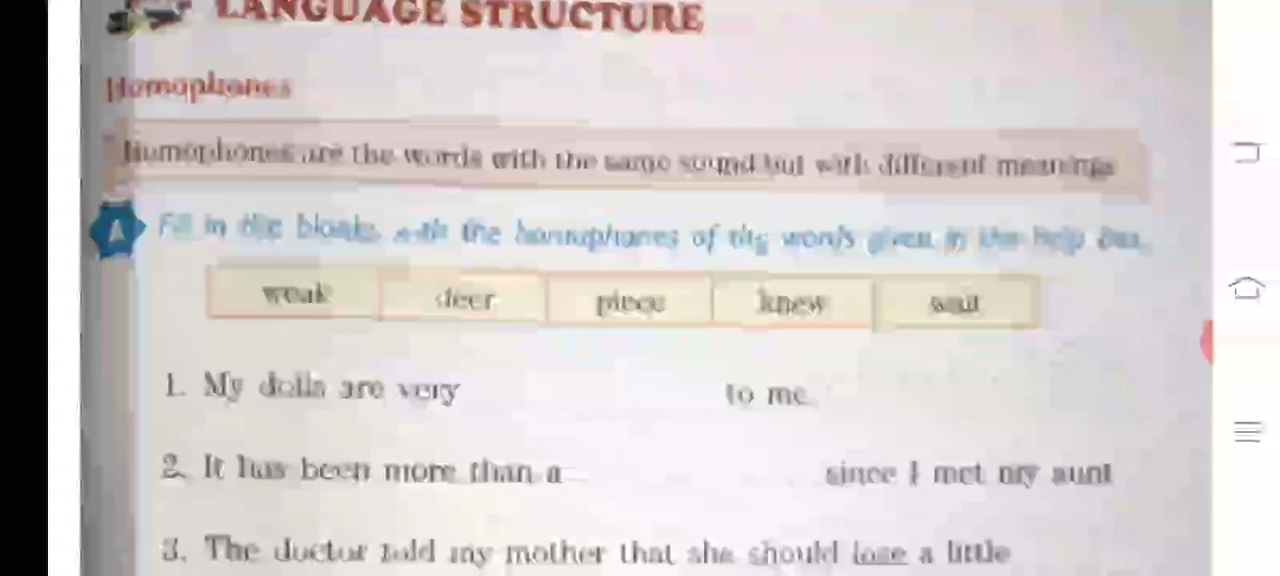 LANGUAGE STRUCTURE
Homophones
Homophones are the words with the same sound but with different meanings
A Fill in the blanks with the homophones of the words given in the help box.
weak deer piece knew wait
1. My dolls are very to me.
2. It has been more than a since I met my aunt
3. The doctor told my mother that she should lose a little